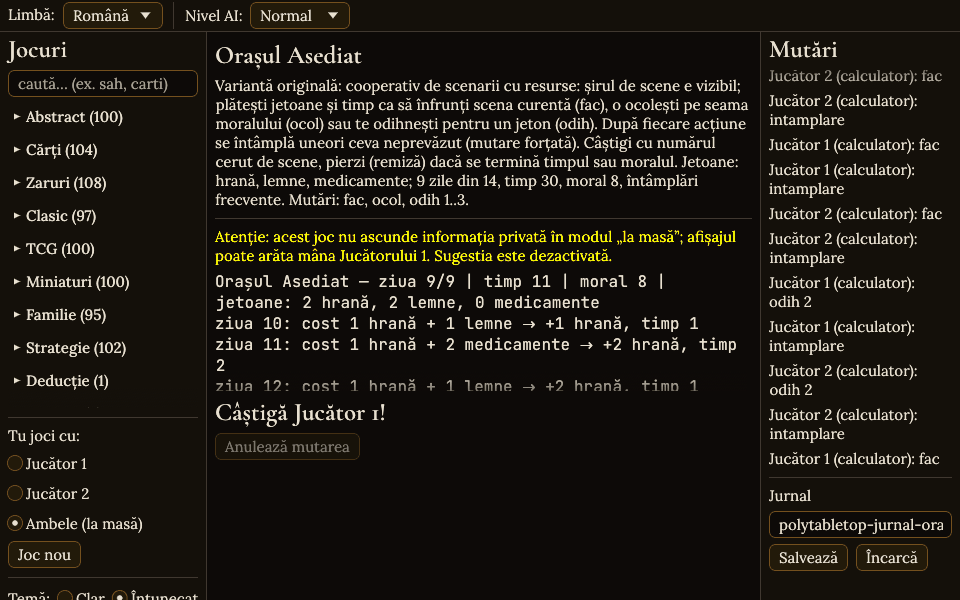 Limbă: Română ▼ Nivel AI: Normal ▼
Jocuri
caută... (ex. sah, carti)
▸ Abstract (100)
▸ Cărți (104)
▸ Zaruri (108)
▸ Clasic (97)
▸ TCG (100)
▸ Miniaturi (100)
▸ Familie (95)
▸ Strategie (102)
▸ Deducție (1)
Tu joci cu:
Jucător 1
Jucător 2
Ambele (la masă)
Joc nou
Temă: Clar Întunecat
Orașul Asediat
Variantă originală: cooperativ de scenarii cu resurse: șirul de scene e vizibil;
plătești jetoane și timp ca să înfrunți scena curentă (fac), o ocolești pe seama
moralului (ocol) sau te odihnești pentru un jeton (odih). După fiecare acțiune
se întâmplă uneori ceva neprevăzut (mutare forțată). Câștigi cu numărul
cerut de scene, pierzi (remiză) dacă se termină timpul sau moralul. Jetoane:
hrană, lemne, medicamente; 9 zile din 14, timp 30, moral 8, întâmplări
frecvente. Mutări: fac, ocol, odih 1..3.
Atenție: acest joc nu ascunde informația privată în modul „la masă”; afișajul
poate arăta mâna Jucătorului 1. Sugestia este dezactivată.
Orașul Asediat — ziua 9/9 | timp 11 | moral 8 |
jetoane: 2 hrană, 2 lemne, 0 medicamente
ziua 10: cost 1 hrană + 1 lemne → +1 hrană, timp 1
ziua 11: cost 1 hrană + 2 medicamente → +2 hrană, timp
2
ziua 12: cost 1 hrană + 1 lemne → +2 hrană, timp 1
Câștigă Jucător 1!
Anulează mutarea
Mutări
Jucător 2 (calculator): fac
Jucător 2 (calculator):
intamplare
Jucător 1 (calculator): fac
Jucător 1 (calculator):
intamplare
Jucător 2 (calculator): fac
Jucător 2 (calculator):
intamplare
Jucător 1 (calculator):
odih 2
Jucător 1 (calculator):
intamplare
Jucător 2 (calculator):
odih 2
Jucător 2 (calculator):
intamplare
Jucător 1 (calculator): fac
Jurnal
polytabletop-jurnal-ora
Salvează Încarcă